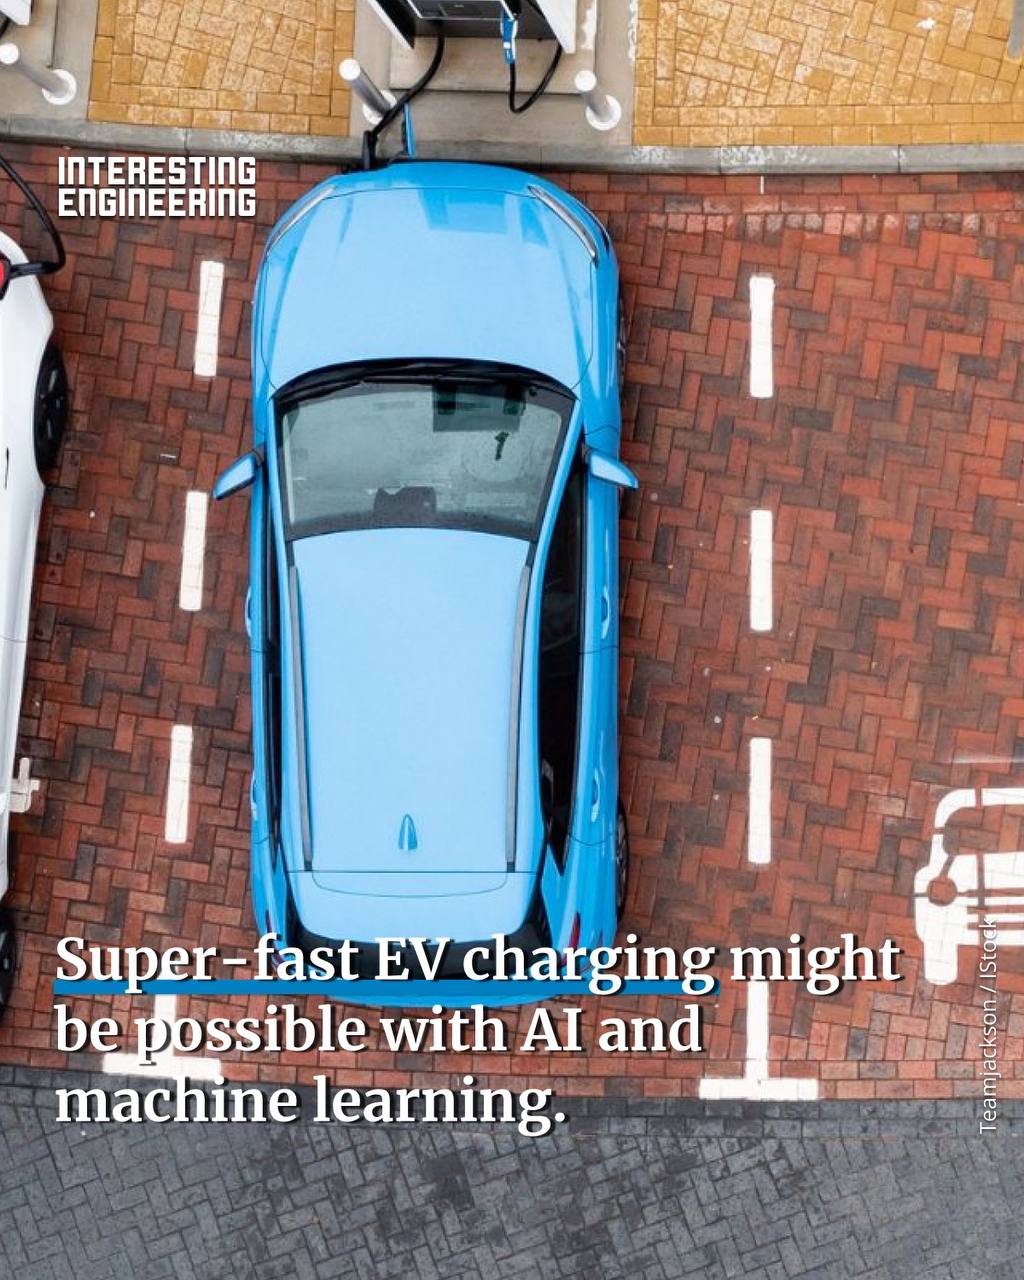 INTERESTING
ENGINEERING
Super-fast EV charging might
be possible with AI and
machine learning.
Teamjackson / IStock